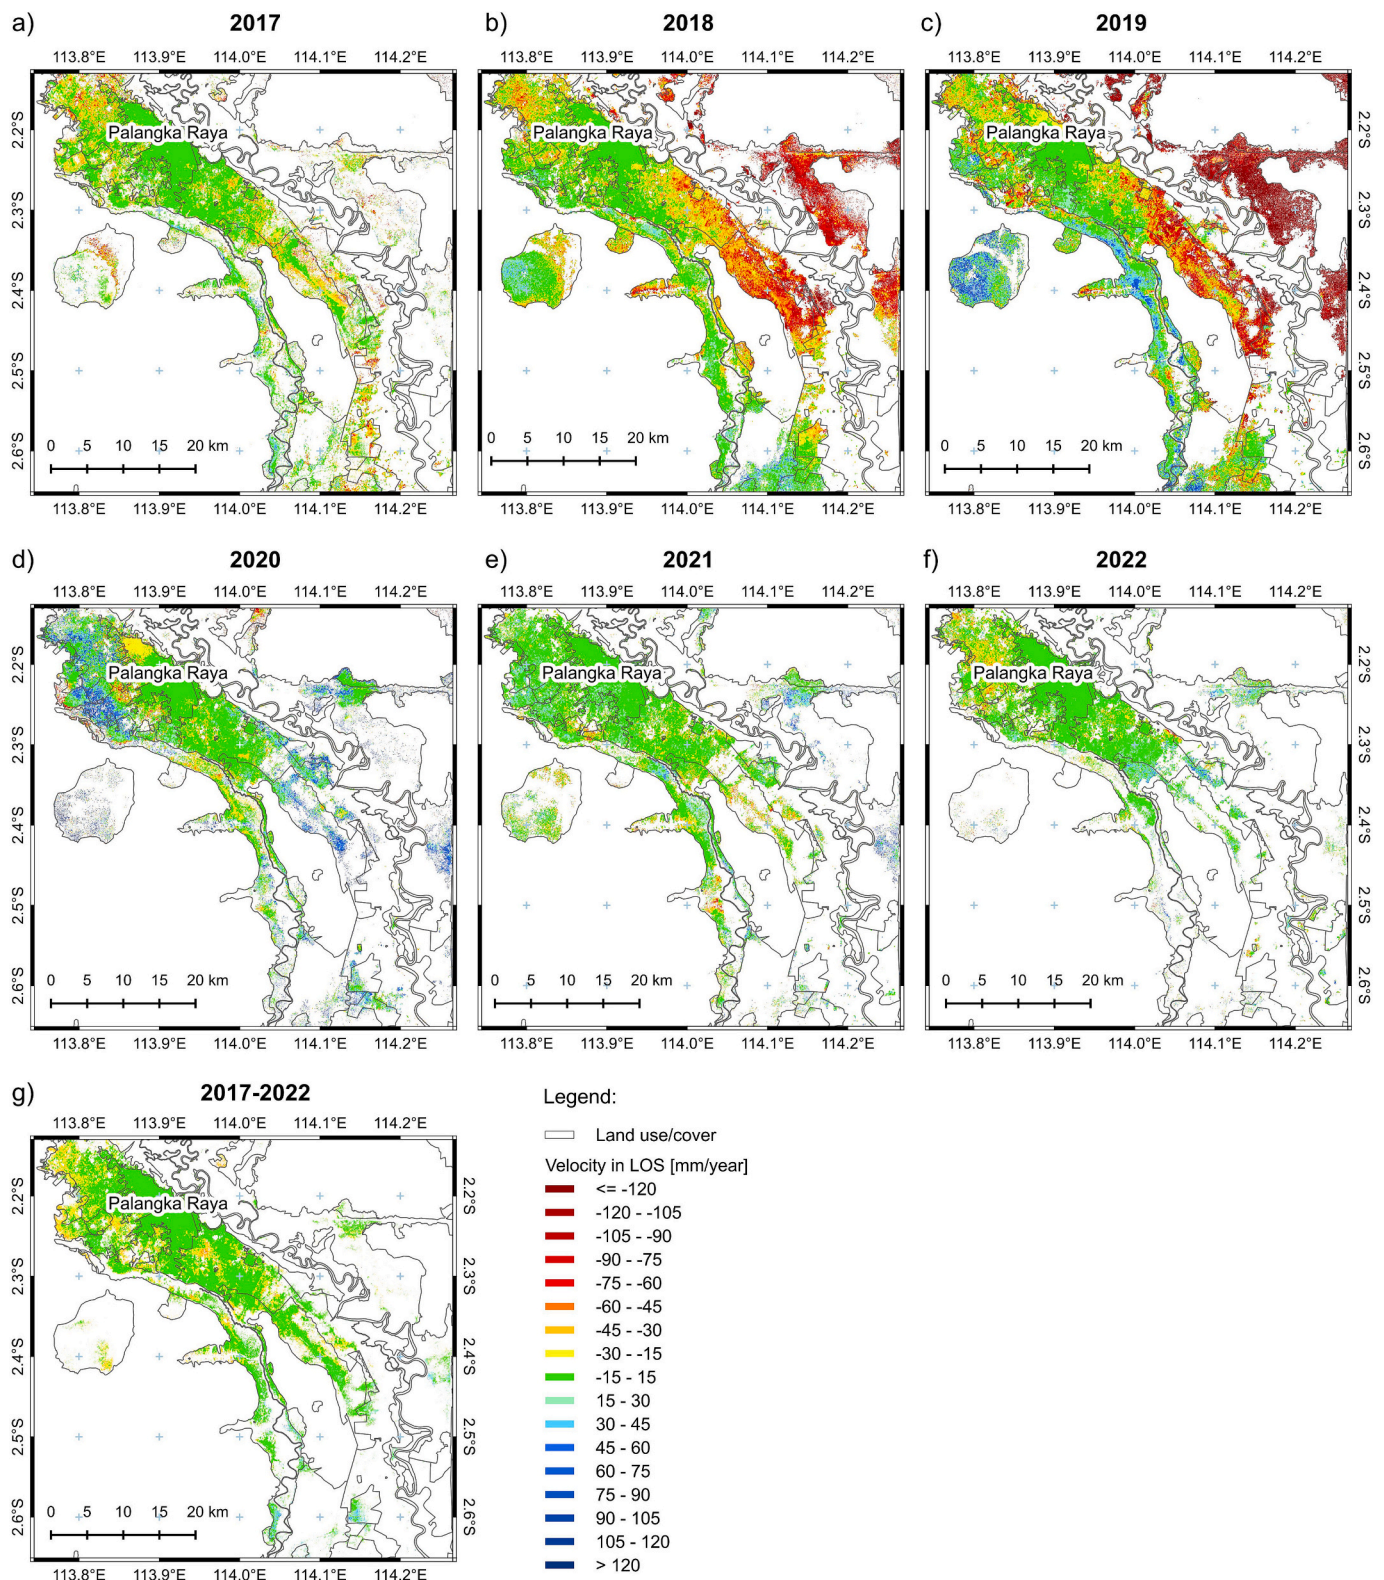 a) 2017
113.8°E 113.9°E 114.0°E 114.1°E 114.2°E
2.2°S
2.3°S
2.4°S
2.5°S
2.6°S
Palangka Raya
0 5 10 15 20 km
b) 2018
113.8°E 113.9°E 114.0°E 114.1°E 114.2°E
Palangka Raya
0 5 10 15 20 km
113.8°E 113.9°E 114.0°E 114.1°E 114.2°E
c) 2019
113.8°E 113.9°E 114.0°E 114.1°E 114.2°E
Palangka Raya
2.2°S
2.3°S
2.4°S
2.5°S
2.6°S
0 5 10 15 20 km
113.8°E 113.9°E 114.0°E 114.1°E 114.2°E
113.8°E 113.9°E 114.0°E 114.1°E 114.2°E
d) 2020
113.8°E 113.9°E 114.0°E 114.1°E 114.2°E
2.2°S
2.3°S
2.4°S
2.5°S
2.6°S
Palangka Raya
0 5 10 15 20 km
113.8°E 113.9°E 114.0°E 114.1°E 114.2°E
e) 2021
113.8°E 113.9°E 114.0°E 114.1°E 114.2°E
Palangka Raya
0 5 10 15 20 km
113.8°E 113.9°E 114.0°E 114.1°E 114.2°E
f) 2022
113.8°E 113.9°E 114.0°E 114.1°E 114.2°E
Palangka Raya
2.2°S
2.3°S
2.4°S
2.5°S
2.6°S
0 5 10 15 20 km
113.8°E 113.9°E 114.0°E 114.1°E 114.2°E
g) 2017-2022
113.8°E 113.9°E 114.0°E 114.1°E 114.2°E
2.2°S
2.3°S
2.4°S
2.5°S
2.6°S
Palangka Raya
2.2°S
2.3°S
2.4°S
2.5°S
2.6°S
0 5 10 15 20 km
113.8°E 113.9°E 114.0°E 114.1°E 114.2°E
Legend:
Land use/cover
Velocity in LOS [mm/year]
<= -120
-120 - -105
-105 - -90
-90 - -75
-75 - -60
-60 - -45
-45 - -30
-30 - -15
-15 - 15
15 - 30
30 - 45
45 - 60
60 - 75
75 - 90
90 - 105
105 - 120
> 120